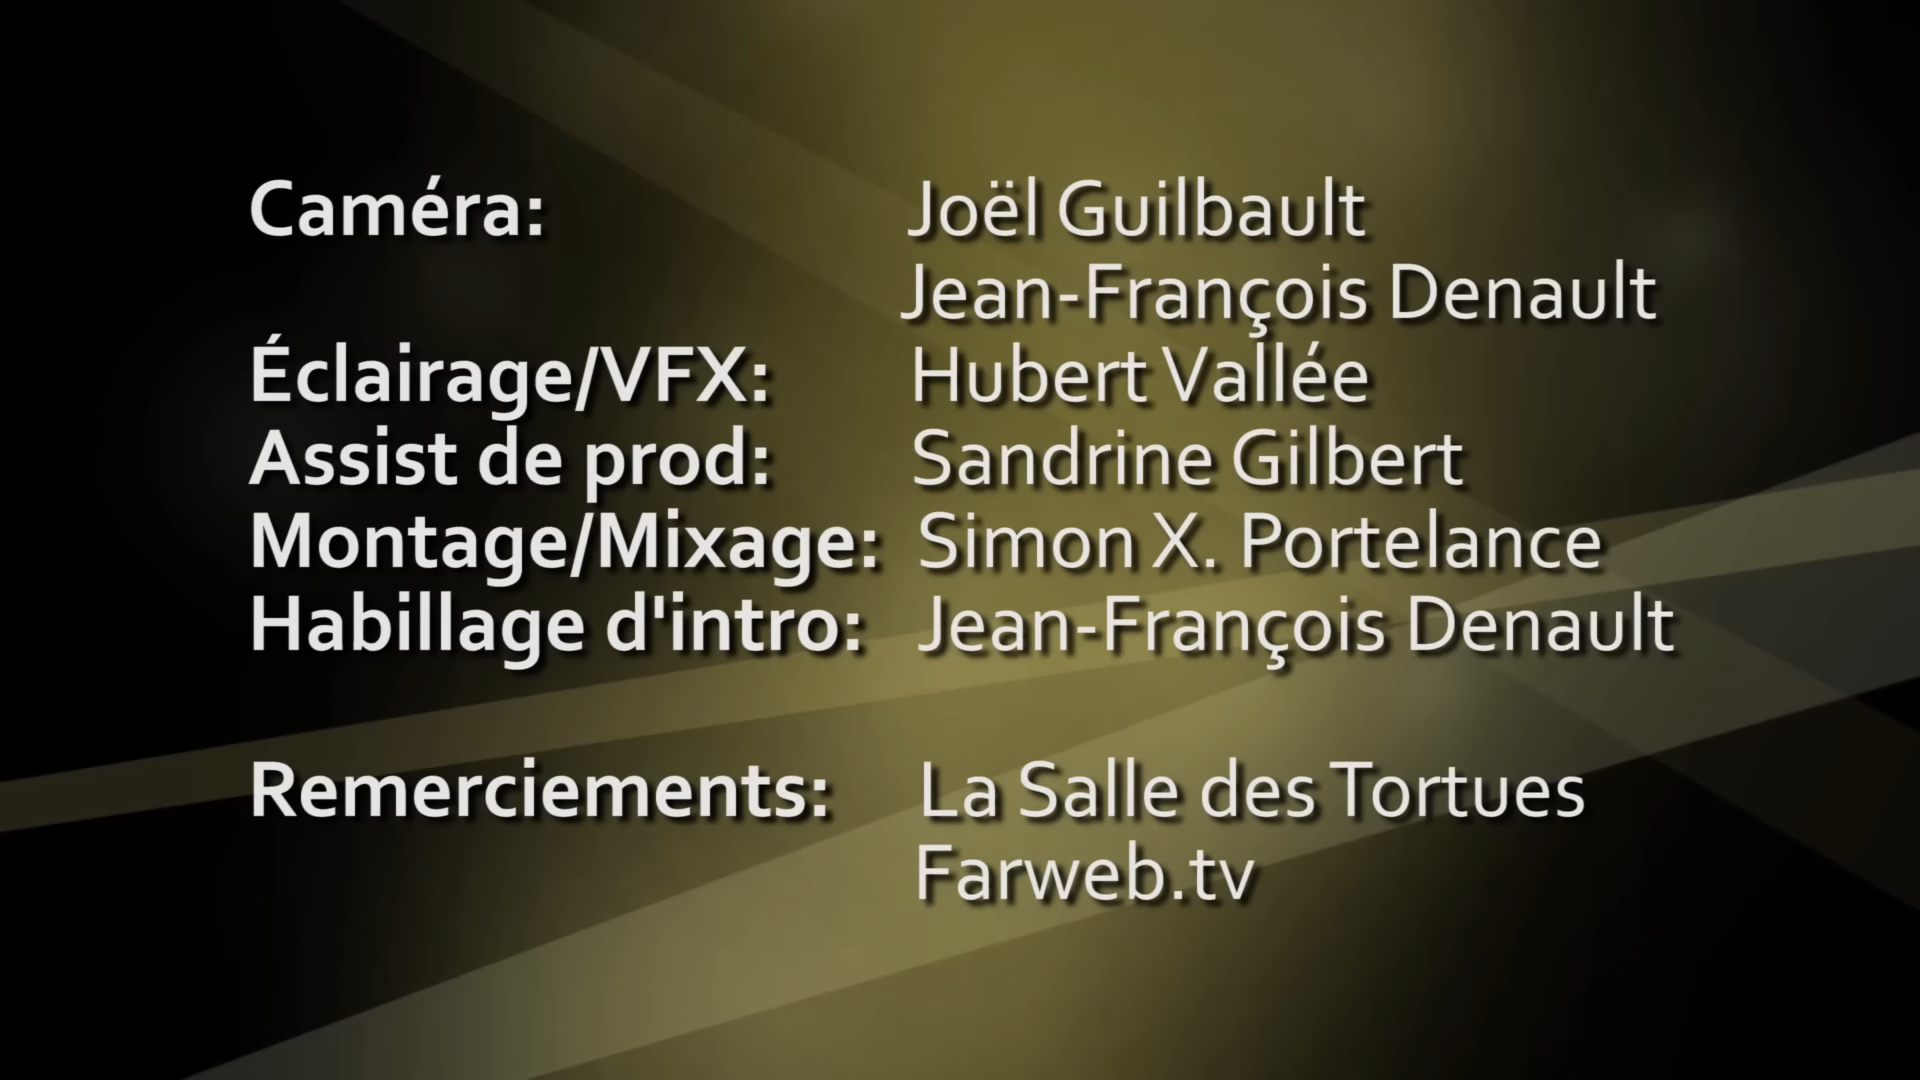 Caméra: Joël Guilbault
Jean-François Denault
Éclairage/VFX: Hubert Vallée
Assist de prod: Sandrine Gilbert
Montage/Mixage: Simon X. Portelance
Habillage d'intro: Jean-François Denault
Remerciements: La Salle des Tortues
Farweb.tv